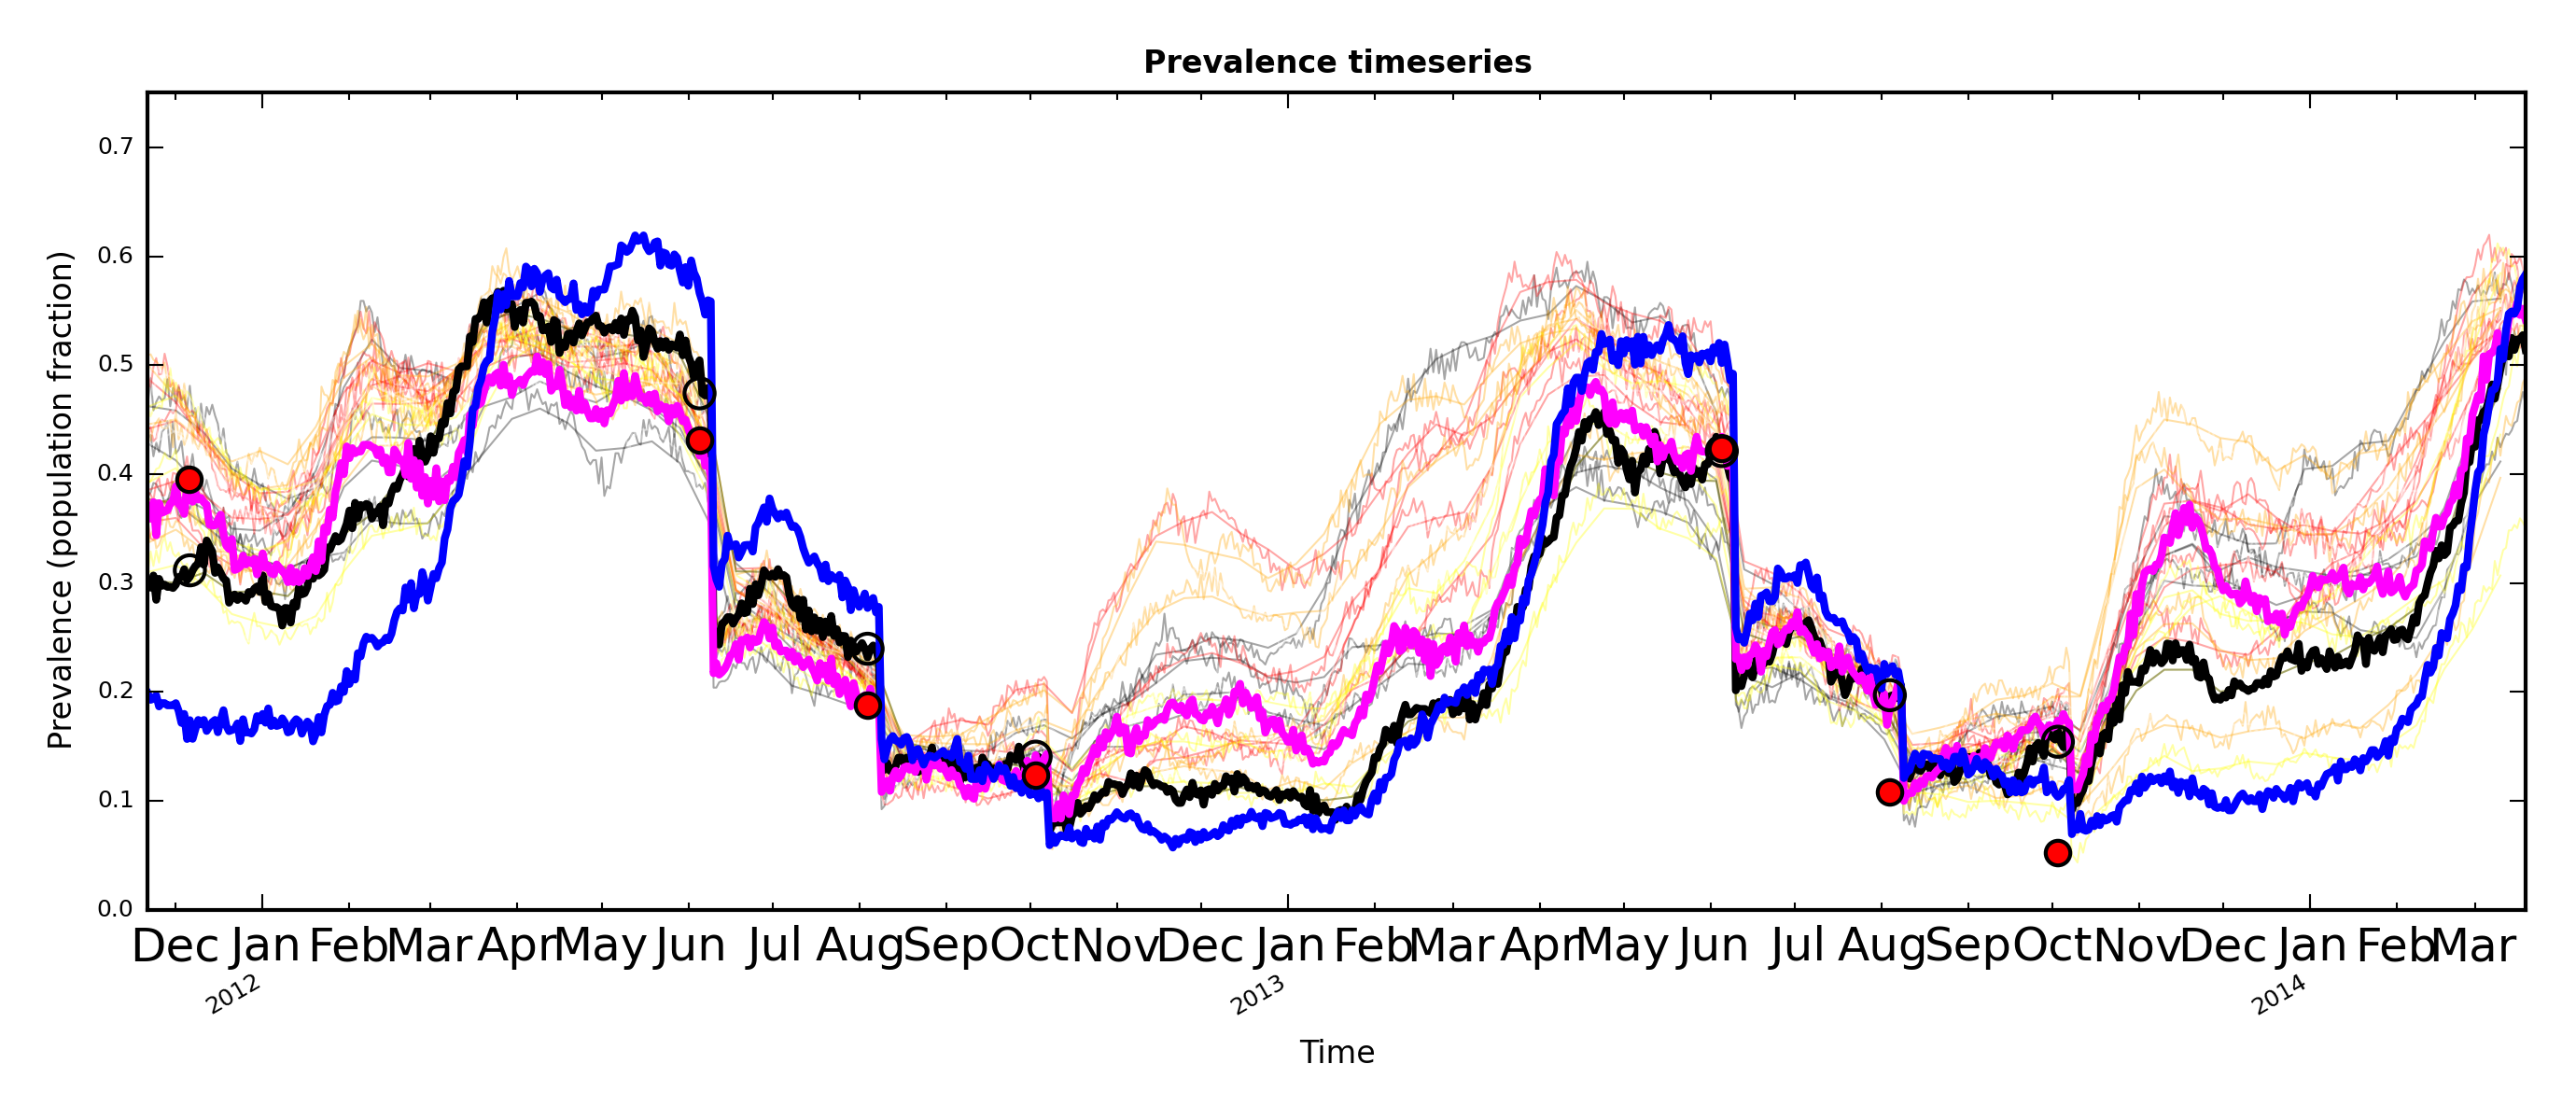 Prevalence timeseries
0.7
0.6
0.5
0.4
0.3
0.2
0.1
0.0
Prevalence (population fraction)
Dec Jan Feb Mar Apr May Jun Jul Aug Sep Oct Nov Dec Jan Feb Mar Apr May Jun Jul Aug Sep Oct Nov Dec Jan Feb Mar
2012 2013 2014
Time